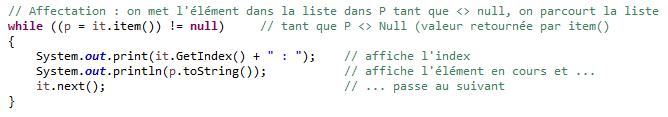 // Affectation : on met l'élément dans la liste dans P tant que <> null, on parcourt la liste
while ((p = it.item()) != null)     // tant que P <> Null (valeur retournée par item()
{
    System.out.print(it.GetIndex() + " : ");    // affiche l'index
    System.out.println(p.toString());           // affiche l'élément en cours et ...
    it.next();                                  // ... passe au suivant
}